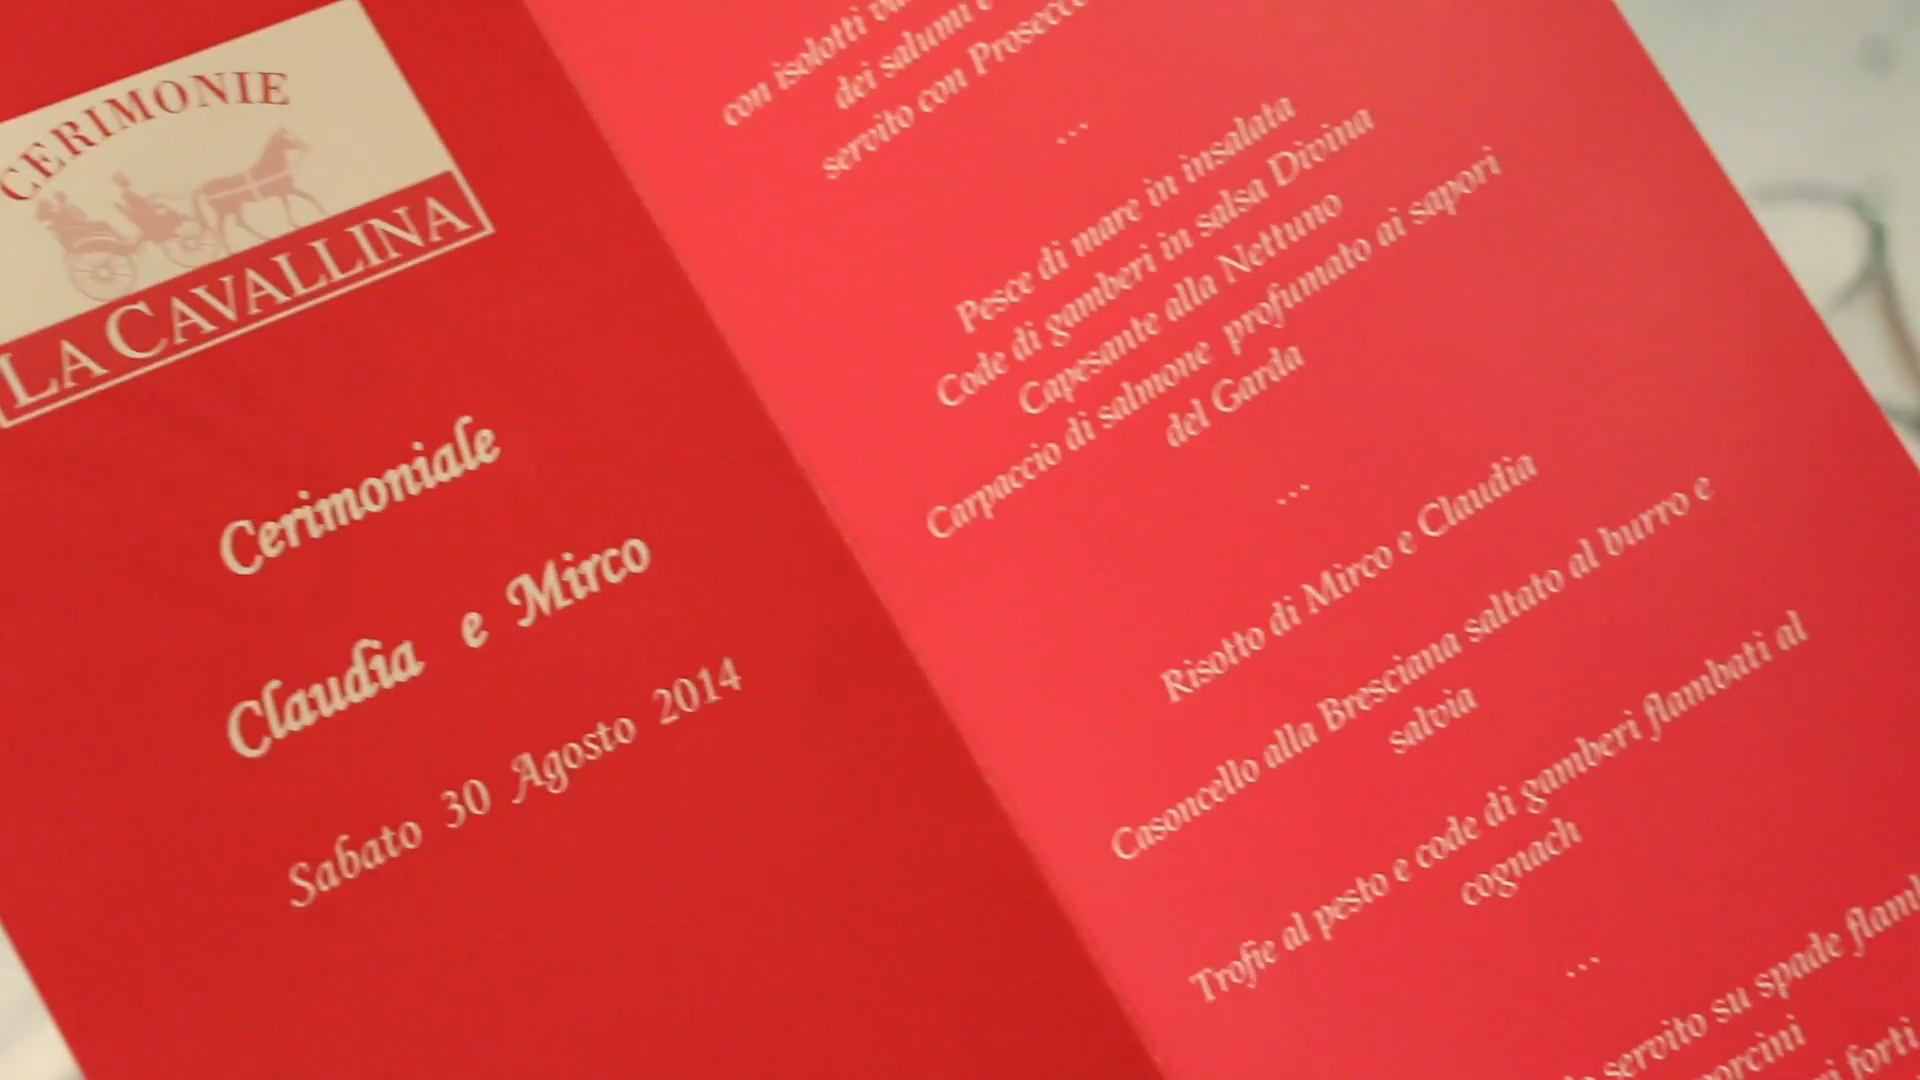 CERIMONIE
LA CAVALLINA
Cerimoniale
Claudia e Mirco
Sabato 30 Agosto 2014
con isolotti
dei salumi e
servito con Prosecco
...
Pesce di mare in insalata
Code di gamberi in salsa Divina
Capesante alla Nettuno
Carpaccio di salmone profumato ai sapori
del Garda
...
Risotto di Mirco e Claudia
Casoncello alla Bresciana saltato al burro e
salvia
Trofie al pesto e code di gamberi flambati al
cognach
...
servito su spade
porcini
forti